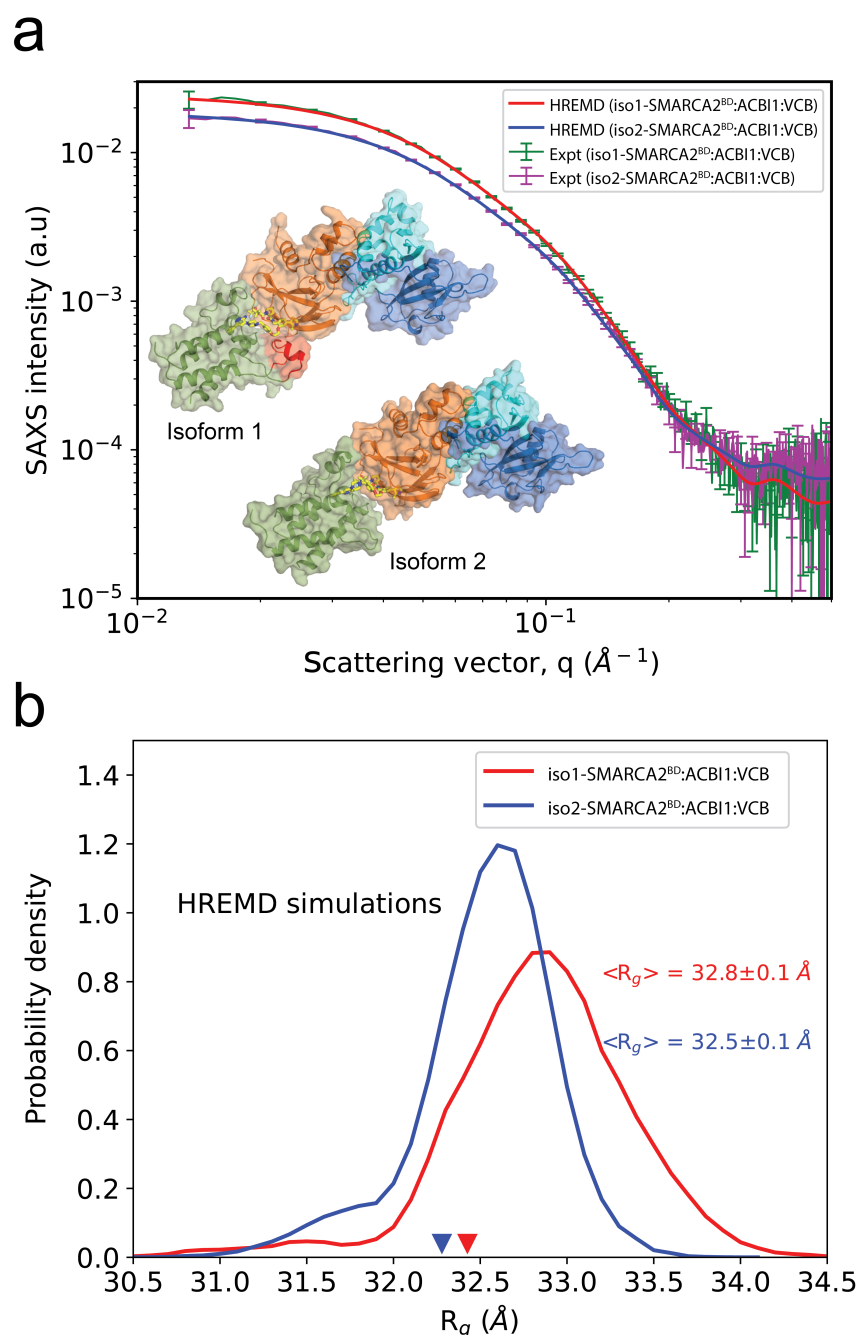 a
10⁻²
10⁻³
10⁻⁴
10⁻⁵
SAXS intensity (a.u)
HREMD (iso1-SMARCA2ᴮᴰ:ACBI1:VCB)
HREMD (iso2-SMARCA2ᴮᴰ:ACBI1:VCB)
Expt (iso1-SMARCA2ᴮᴰ:ACBI1:VCB)
Expt (iso2-SMARCA2ᴮᴰ:ACBI1:VCB)
Isoform 1
Isoform 2
10⁻² 10⁻¹
Scattering vector, q (Å⁻¹)
b
1.4
1.2
1.0
0.8
0.6
0.4
0.2
0.0
Probability density
iso1-SMARCA2ᴮᴰ:ACBI1:VCB
iso2-SMARCA2ᴮᴰ:ACBI1:VCB
HREMD simulations
<R_g> = 32.8±0.1 Å
<R_g> = 32.5±0.1 Å
30.5 31.0 31.5 32.0 32.5 33.0 33.5 34.0 34.5
R_g (Å)